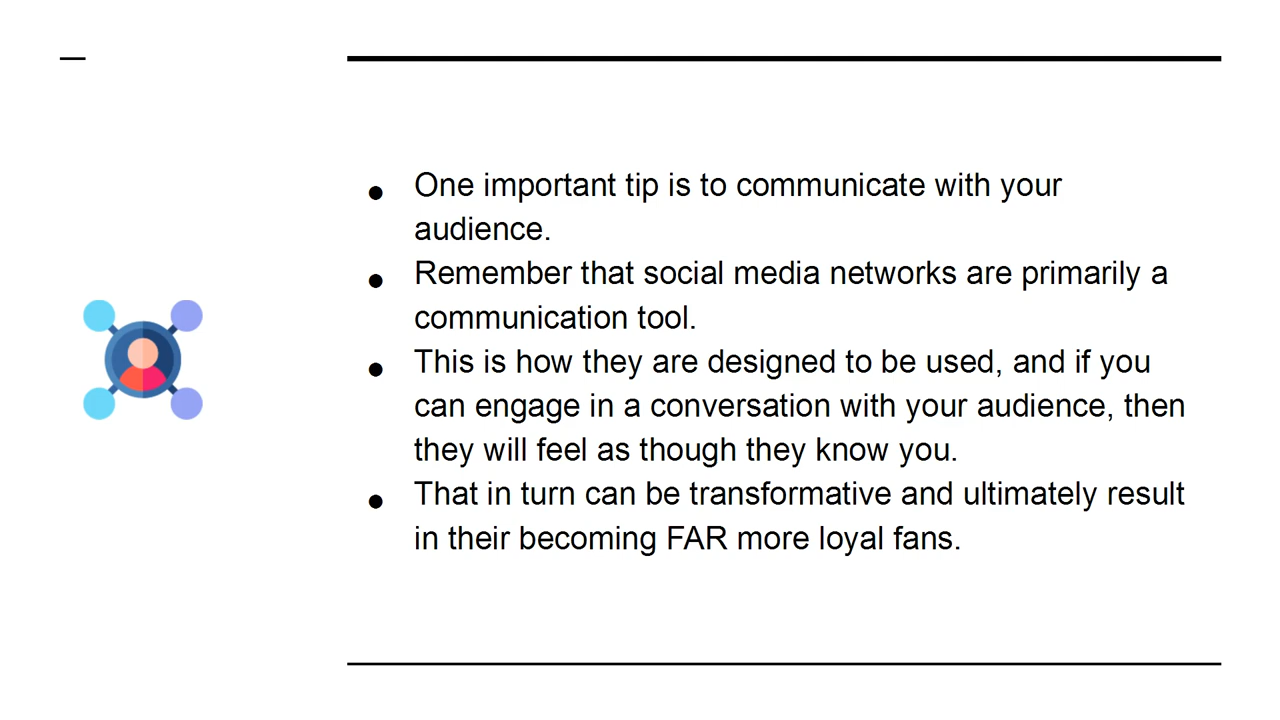 ● One important tip is to communicate with your
audience.
● Remember that social media networks are primarily a
communication tool.
● This is how they are designed to be used, and if you
can engage in a conversation with your audience, then
they will feel as though they know you.
● That in turn can be transformative and ultimately result
in their becoming FAR more loyal fans.